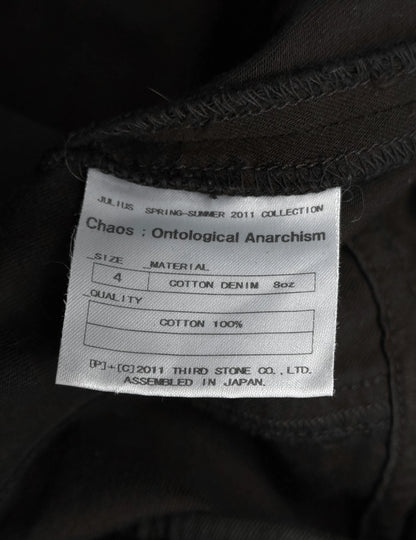 JULIUS SPRING-SUMMER 2011 COLLECTION
Chaos : Ontological Anarchism
_SIZE _MATERIAL
4 COTTON DENIM 8oz
_QUALITY
COTTON 100%
[P]+[C]2011 THIRD STONE CO.,LTD.
ASSEMBLED IN JAPAN.